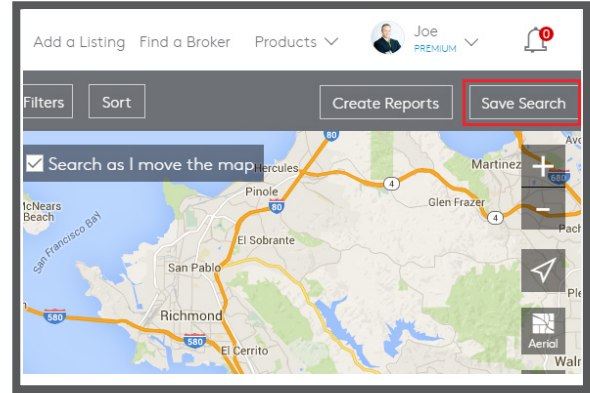 Add a Listing Find a Broker Products Joe
PREMIUM
0
Filters Sort Create Reports Save Search
Search as I move the map
80
Hercules
Martinez
+
680
4
Pinole
Glen Frazer
80
4
-
Beach
San Francisco Bay
El Sobrante
San Pablo
580
Richmond
580
El Cerrito
Aerial